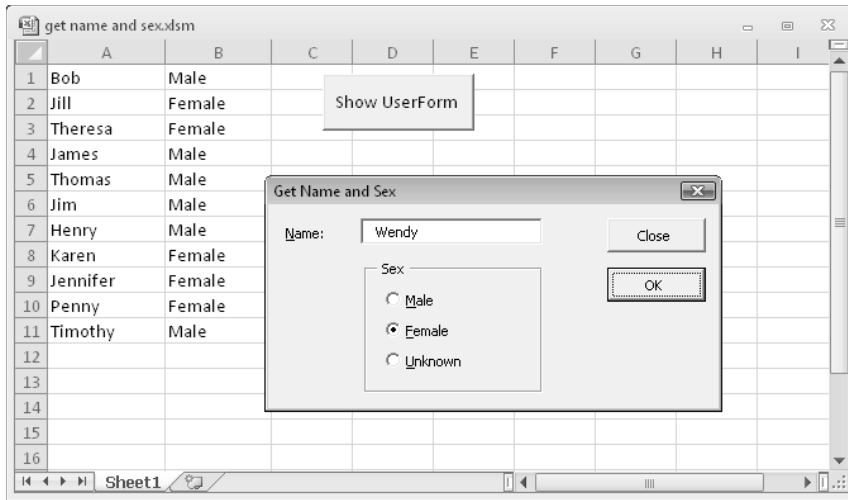 get name and sex.xlsm
A B C D E F G H I
1 Bob Male
2 Jill Female
3 Theresa Female
4 James Male
5 Thomas Male
6 Jim Male
7 Henry Male
8 Karen Female
9 Jennifer Female
10 Penny Female
11 Timothy Male
12
13
14
15
16
Show UserForm
Get Name and Sex
Name: Wendy
Close
Sex
OK
Male
Female
Unknown
Sheet1